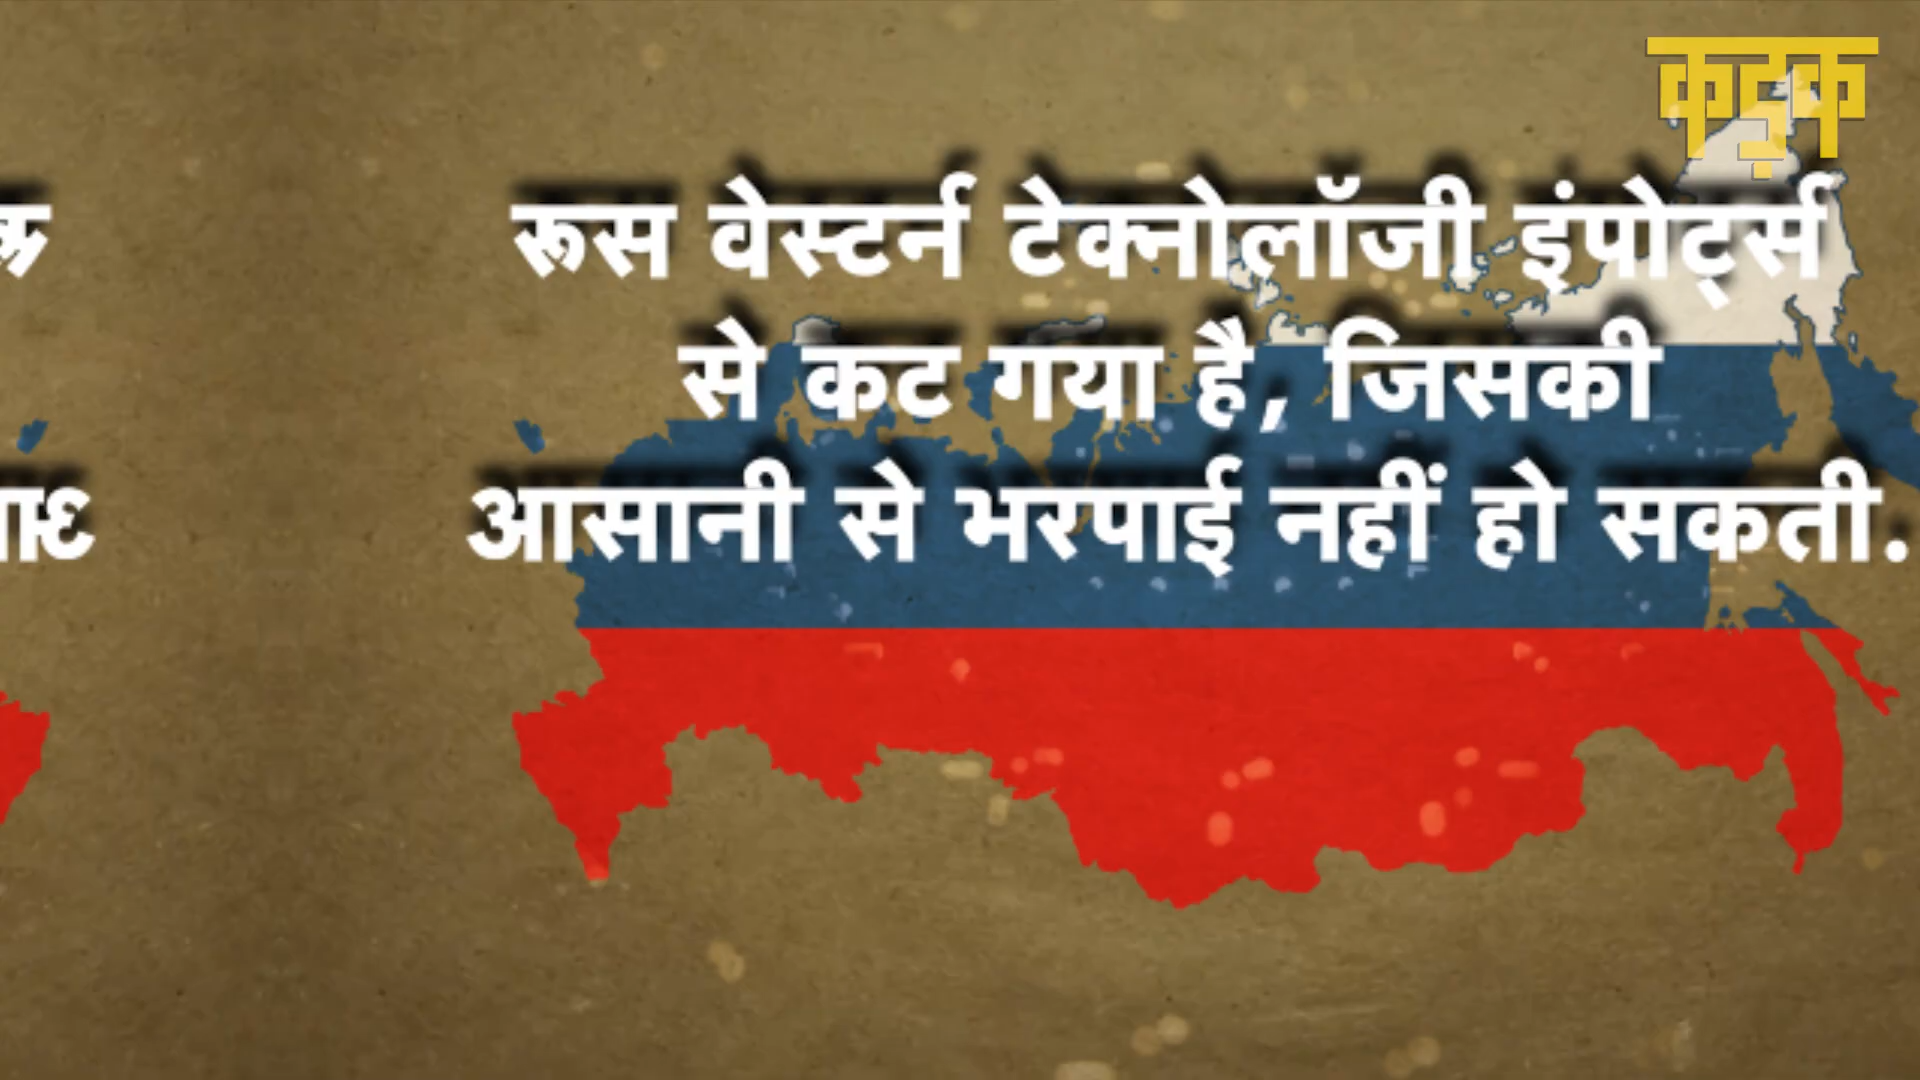 कड़क
रूस वेस्टर्न टेक्नोलॉजी इंपोर्ट्स
से कट गया है, जिसकी
आसानी से भरपाई नहीं हो सकती.